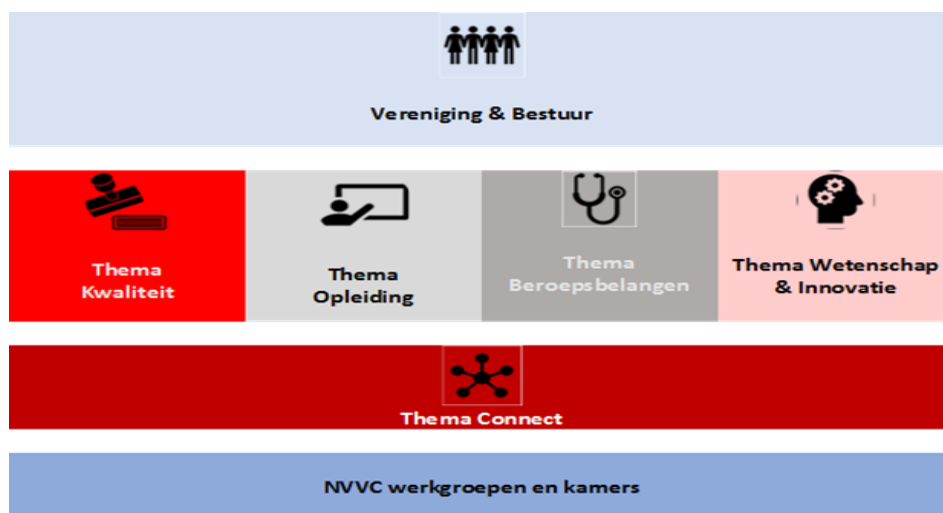 Vereniging & Bestuur
Thema
Kwaliteit
Thema
Opleiding
Thema
Beroepsbelangen
Thema Wetenschap
& Innovatie
Thema Connect
NVVC werkgroepen en kamers